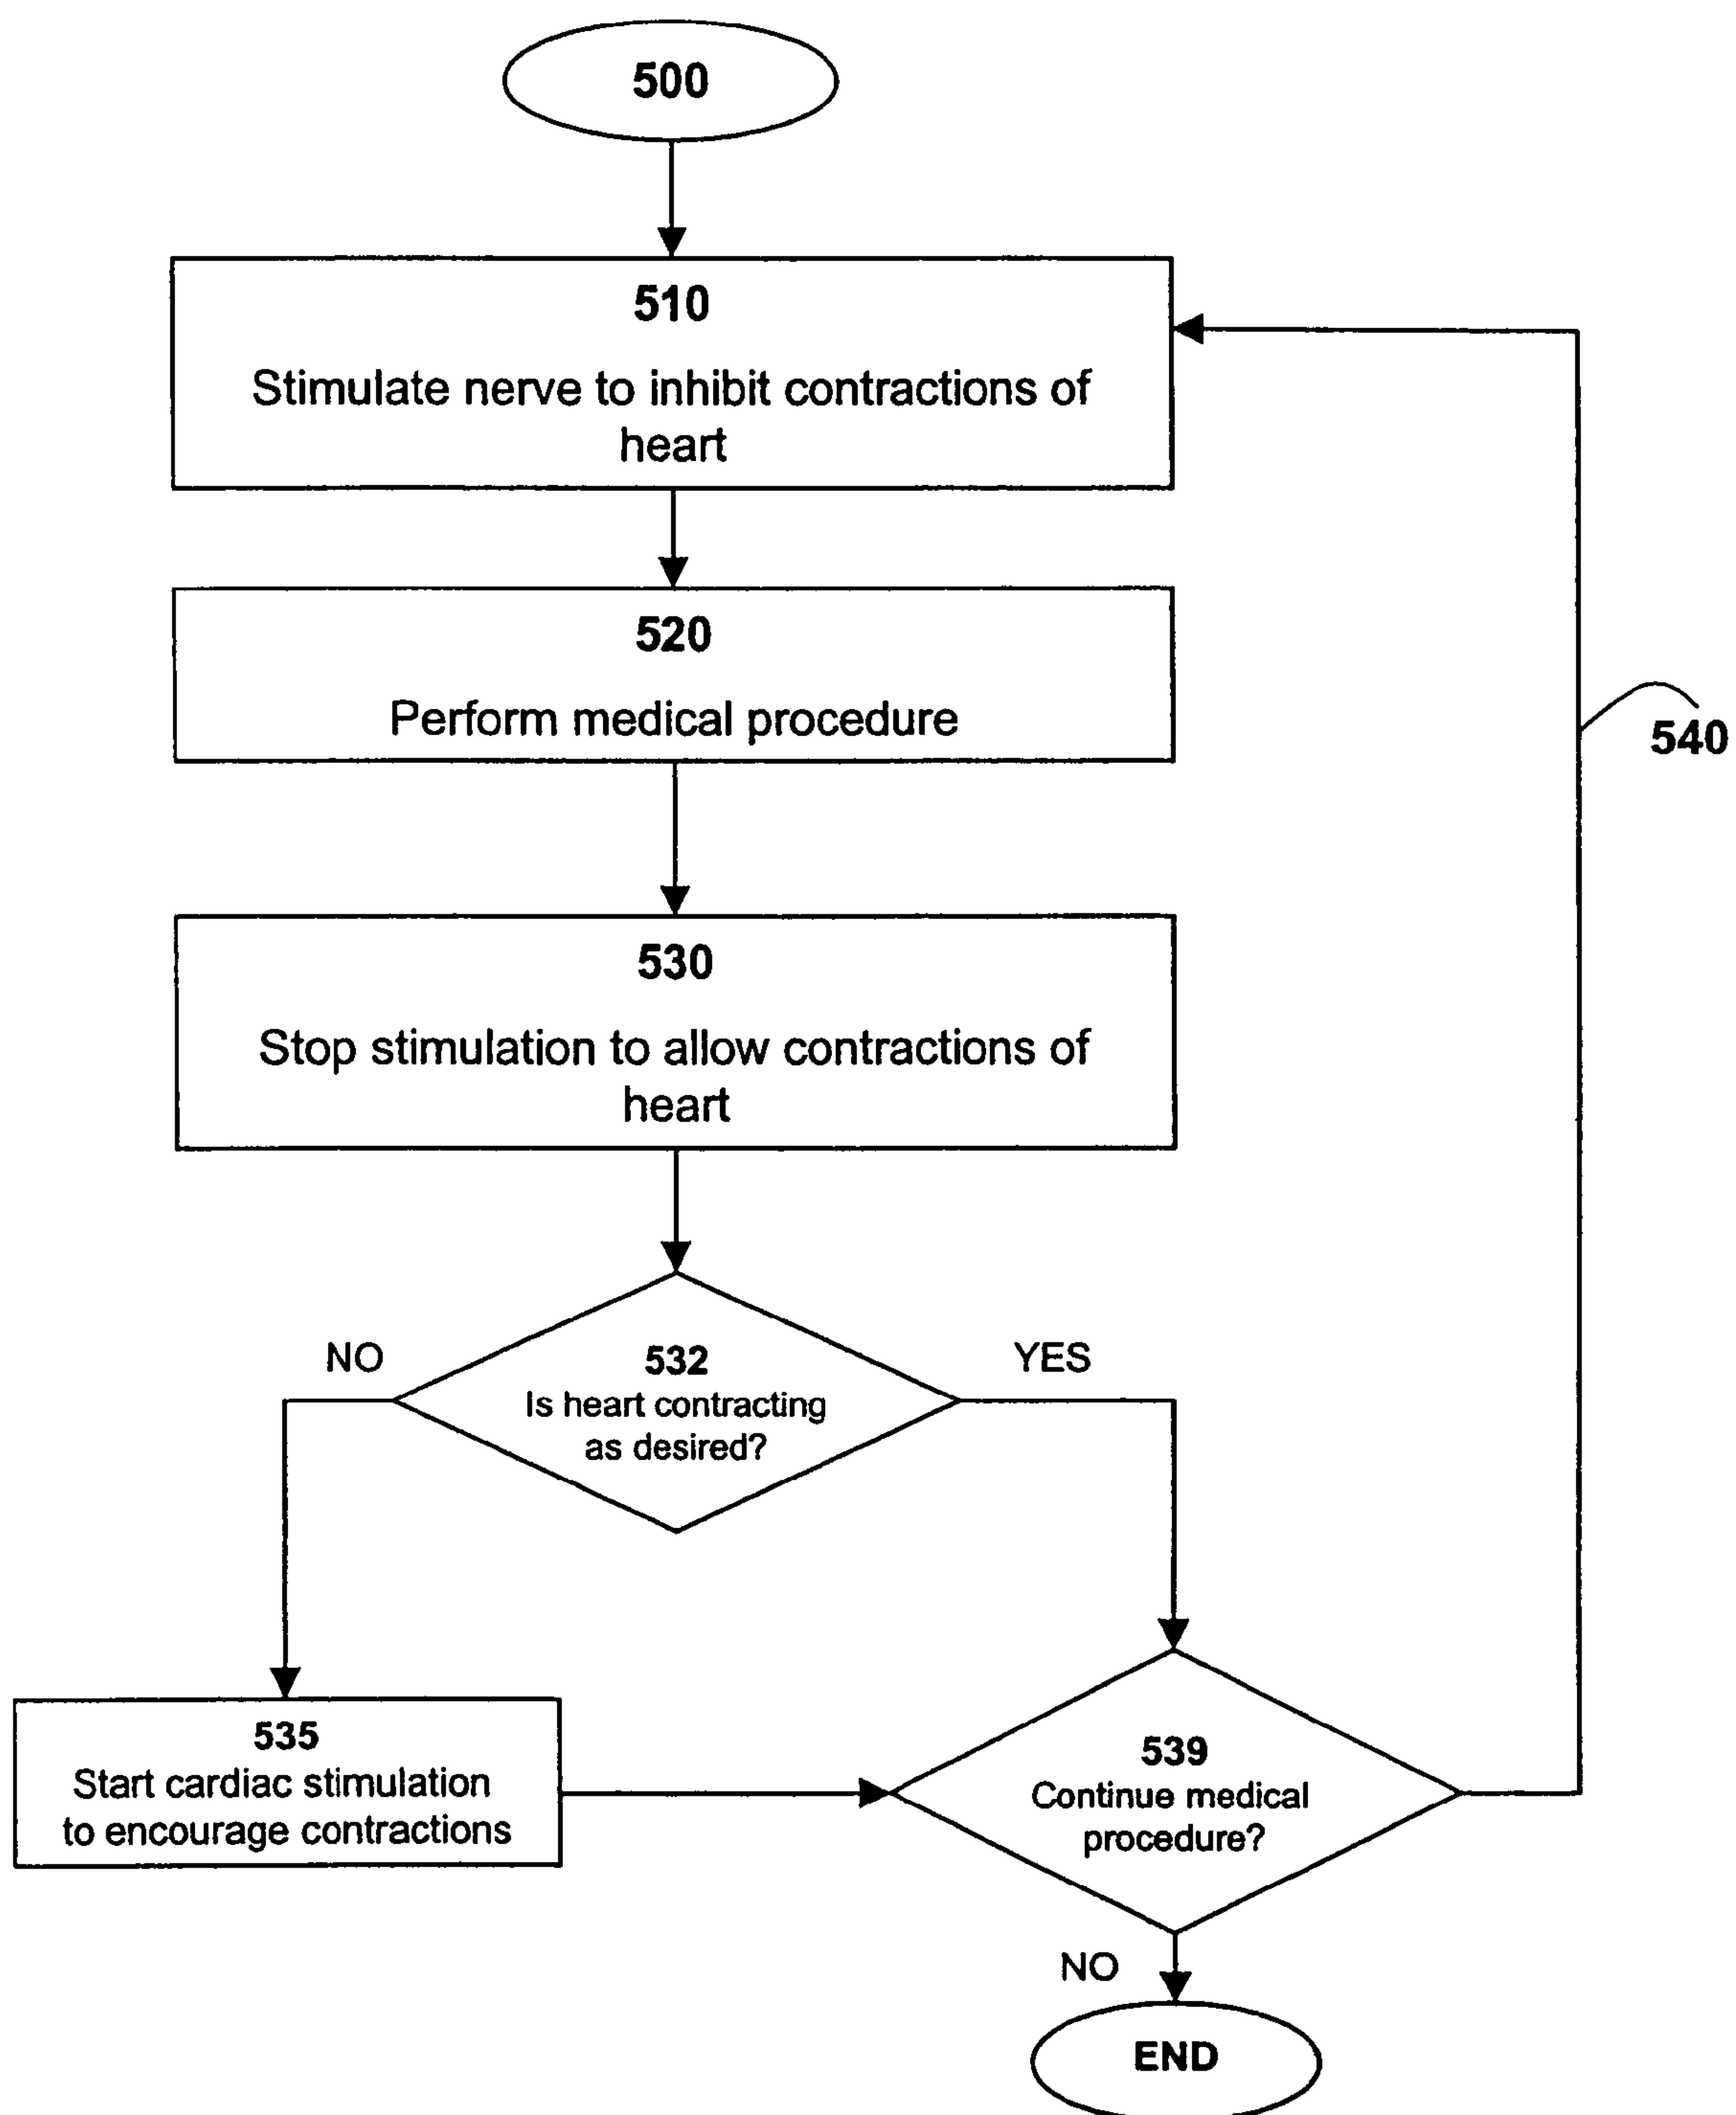 500
510
Stimulate nerve to inhibit contractions of
heart
520
Perform medical procedure
540
530
Stop stimulation to allow contractions of
heart
NO
532
Is heart contracting
as desired?
YES
535
Start cardiac stimulation
to encourage contractions
539
Continue medical
procedure?
NO
END